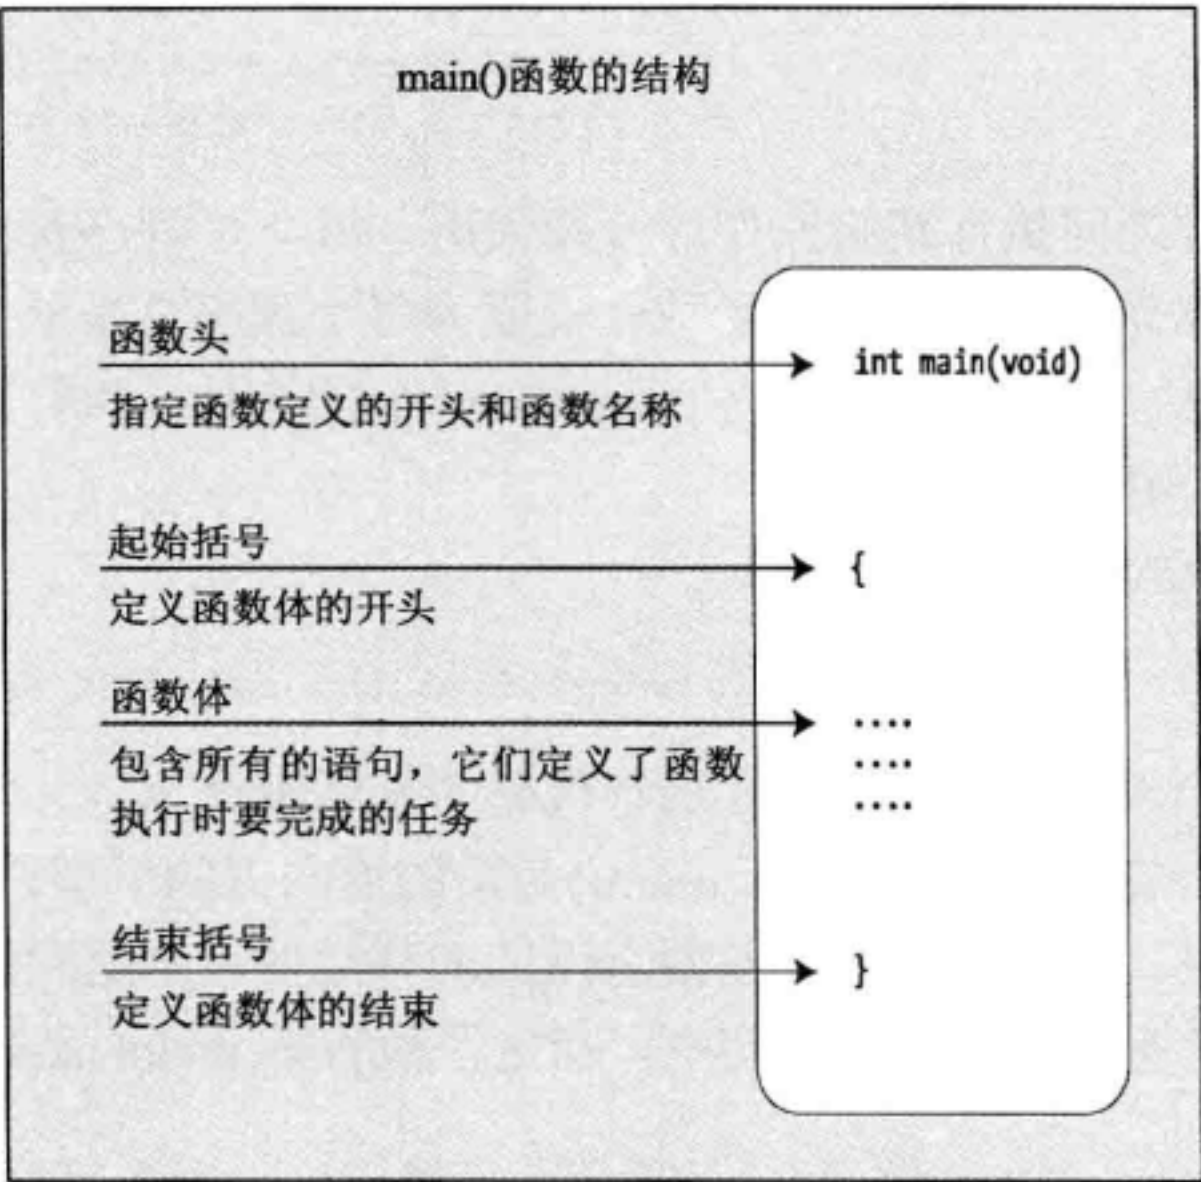 main()函数的结构
函数头
int main(void)
指定函数定义的开头和函数名称
起始括号
{
定义函数体的开头
函数体
....
包含所有的语句，它们定义了函数
....
执行时要完成的任务
....
结束括号
}
定义函数体的结束